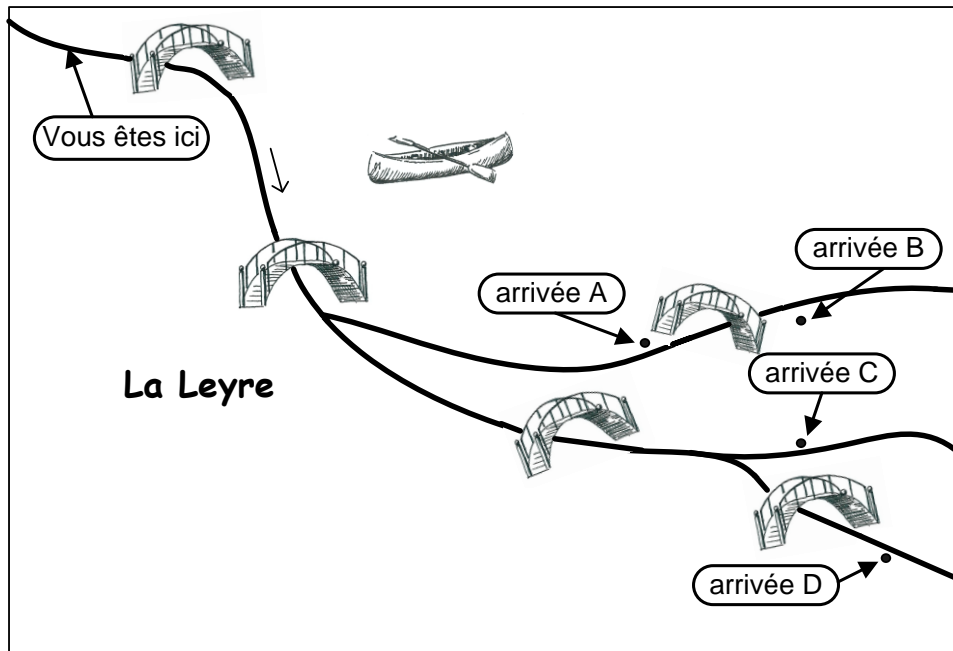 Vous êtes ici
arrivée B
arrivée A
arrivée C
La Leyre
arrivée D